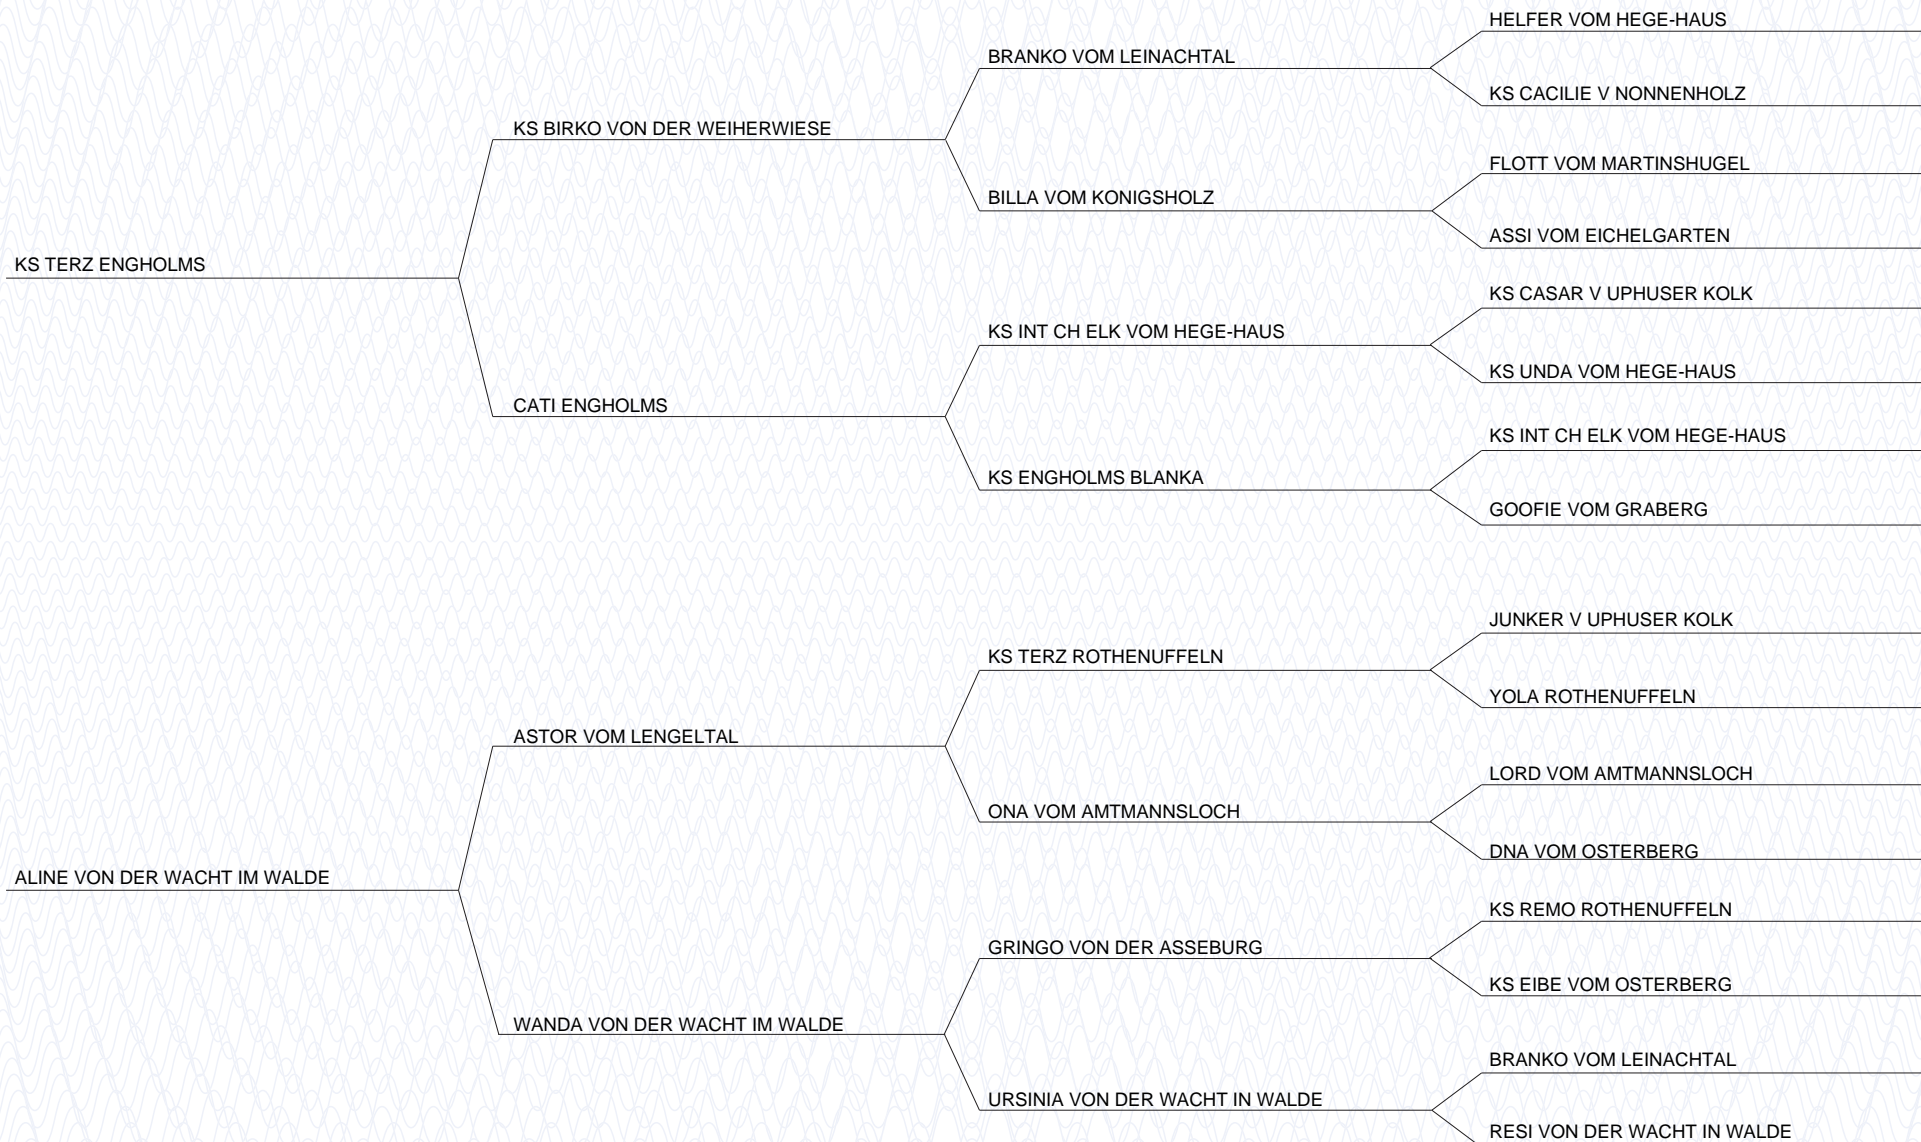 HELFER VOM HEGE-HAUS
BRANKO VOM LEINACHTAL
KS CACILIE V NONNENHOLZ
KS BIRKO VON DER WEIHERWIESE
FLOTT VOM MARTINSHUGEL
BILLA VOM KONIGSHOLZ
ASSI VOM EICHELGARTEN
KS TERZ ENGHOLMS
KS CASAR V UPHUSER KOLK
KS INT CH ELK VOM HEGE-HAUS
KS UNDA VOM HEGE-HAUS
CATI ENGHOLMS
KS INT CH ELK VOM HEGE-HAUS
KS ENGHOLMS BLANKA
GOOFIE VOM GRABERG
JUNKER V UPHUSER KOLK
KS TERZ ROTHENUFFELN
YOLA ROTHENUFFELN
ASTOR VOM LENGELTAL
LORD VOM AMTMANNSLOCH
ONA VOM AMTMANNSLOCH
DNA VOM OSTERBERG
ALINE VON DER WACHT IM WALDE
KS REMO ROTHENUFFELN
GRINGO VON DER ASSEBURG
KS EIBE VOM OSTERBERG
WANDA VON DER WACHT IM WALDE
BRANKO VOM LEINACHTAL
URSINIA VON DER WACHT IN WALDE
RESI VON DER WACHT IN WALDE